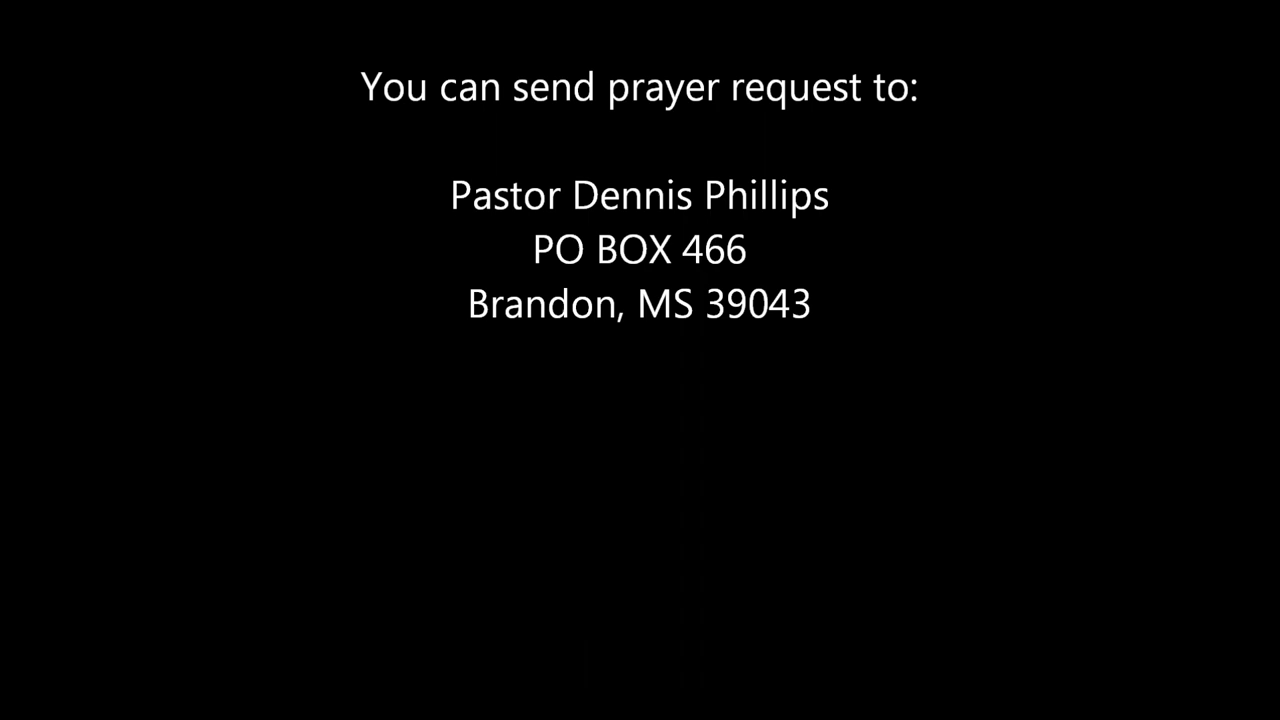 You can send prayer request to:
Pastor Dennis Phillips
PO BOX 466
Brandon, MS 39043